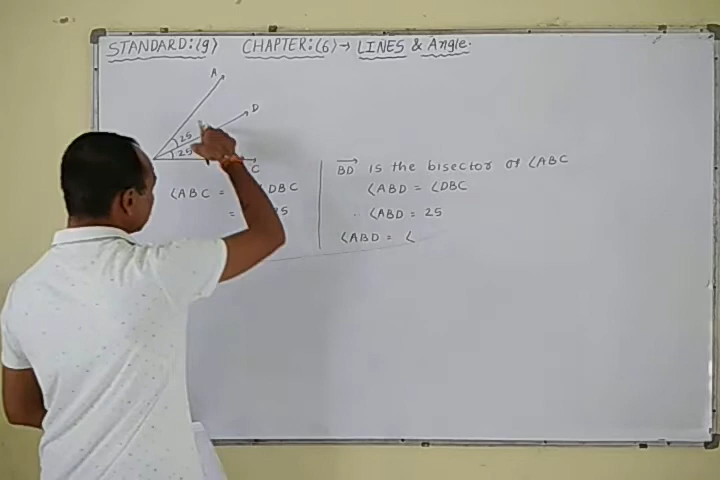 STANDARD:(9) CHAPTER:(6)→ LINES & Angle.
A
D
25
25
C
∠ABC = DBC
= 25
BD is the bisector of ∠ABC
∠ABD = ∠DBC
∴ ∠ABD = 25
∠ABD = ∠